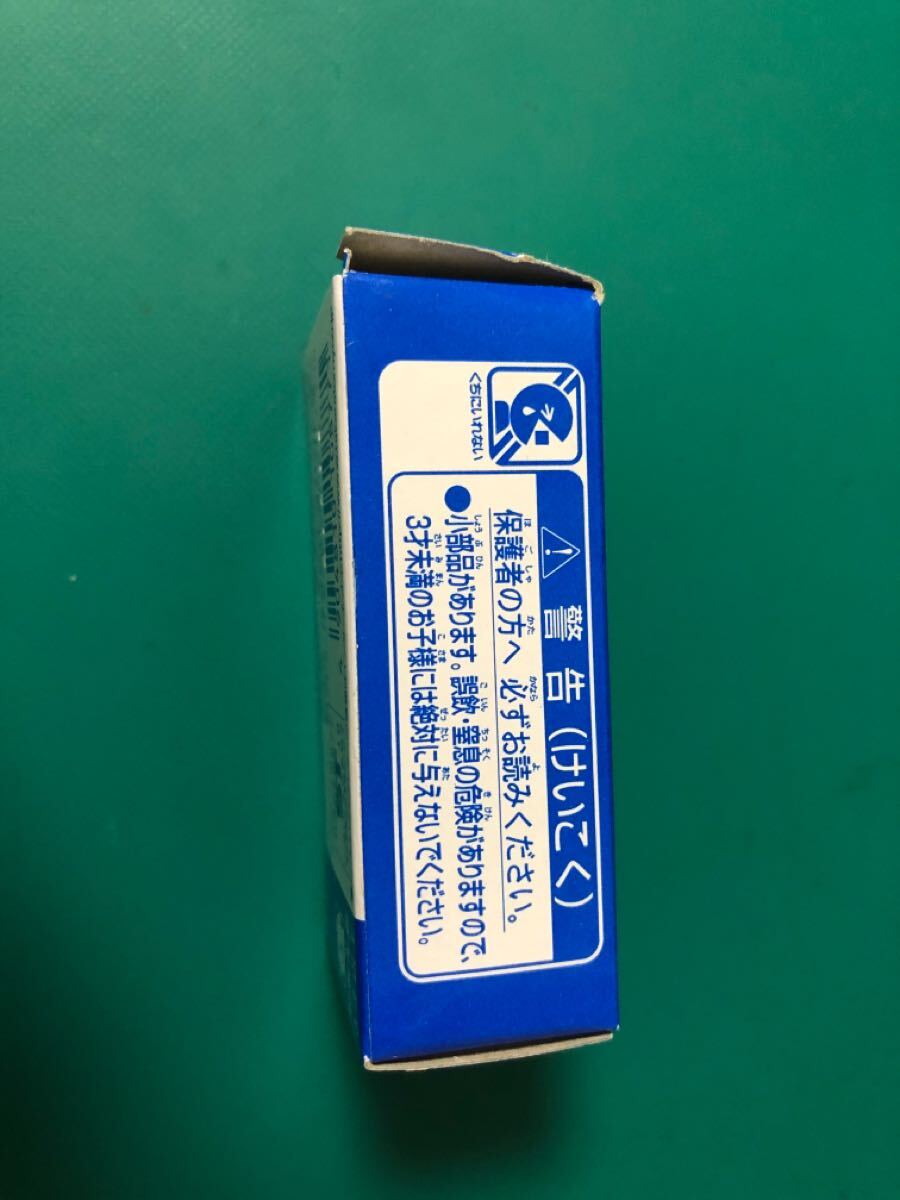 くちにいれない
警告(けいこく)
保護者の方へ 必ずお読みください。
●小部品があります。誤飲・窒息の危険がありますので、
3才未満のお子様には絶対に与えないでください。